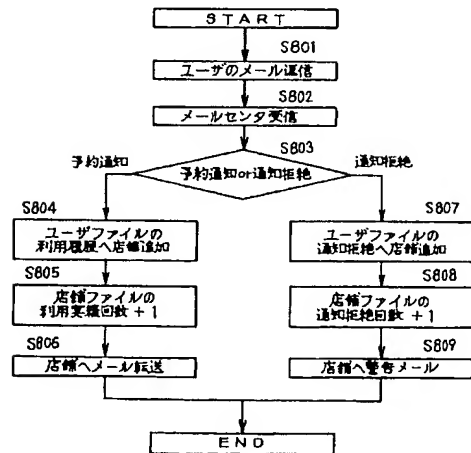 START
S801
ユーザのメール返信
S802
メールセンタ受信
S803
予約通知or通知拒絶
予約通知
通知拒絶
S804
ユーザファイルの
利用履歴へ店舗追加
S805
店舗ファイルの
利用実績回数+1
S806
店舗へメール転送
S807
ユーザファイルの
通知拒絶へ店舗追加
S808
店舗ファイルの
通知拒絶回数+1
S809
店舗へ警告メール
END